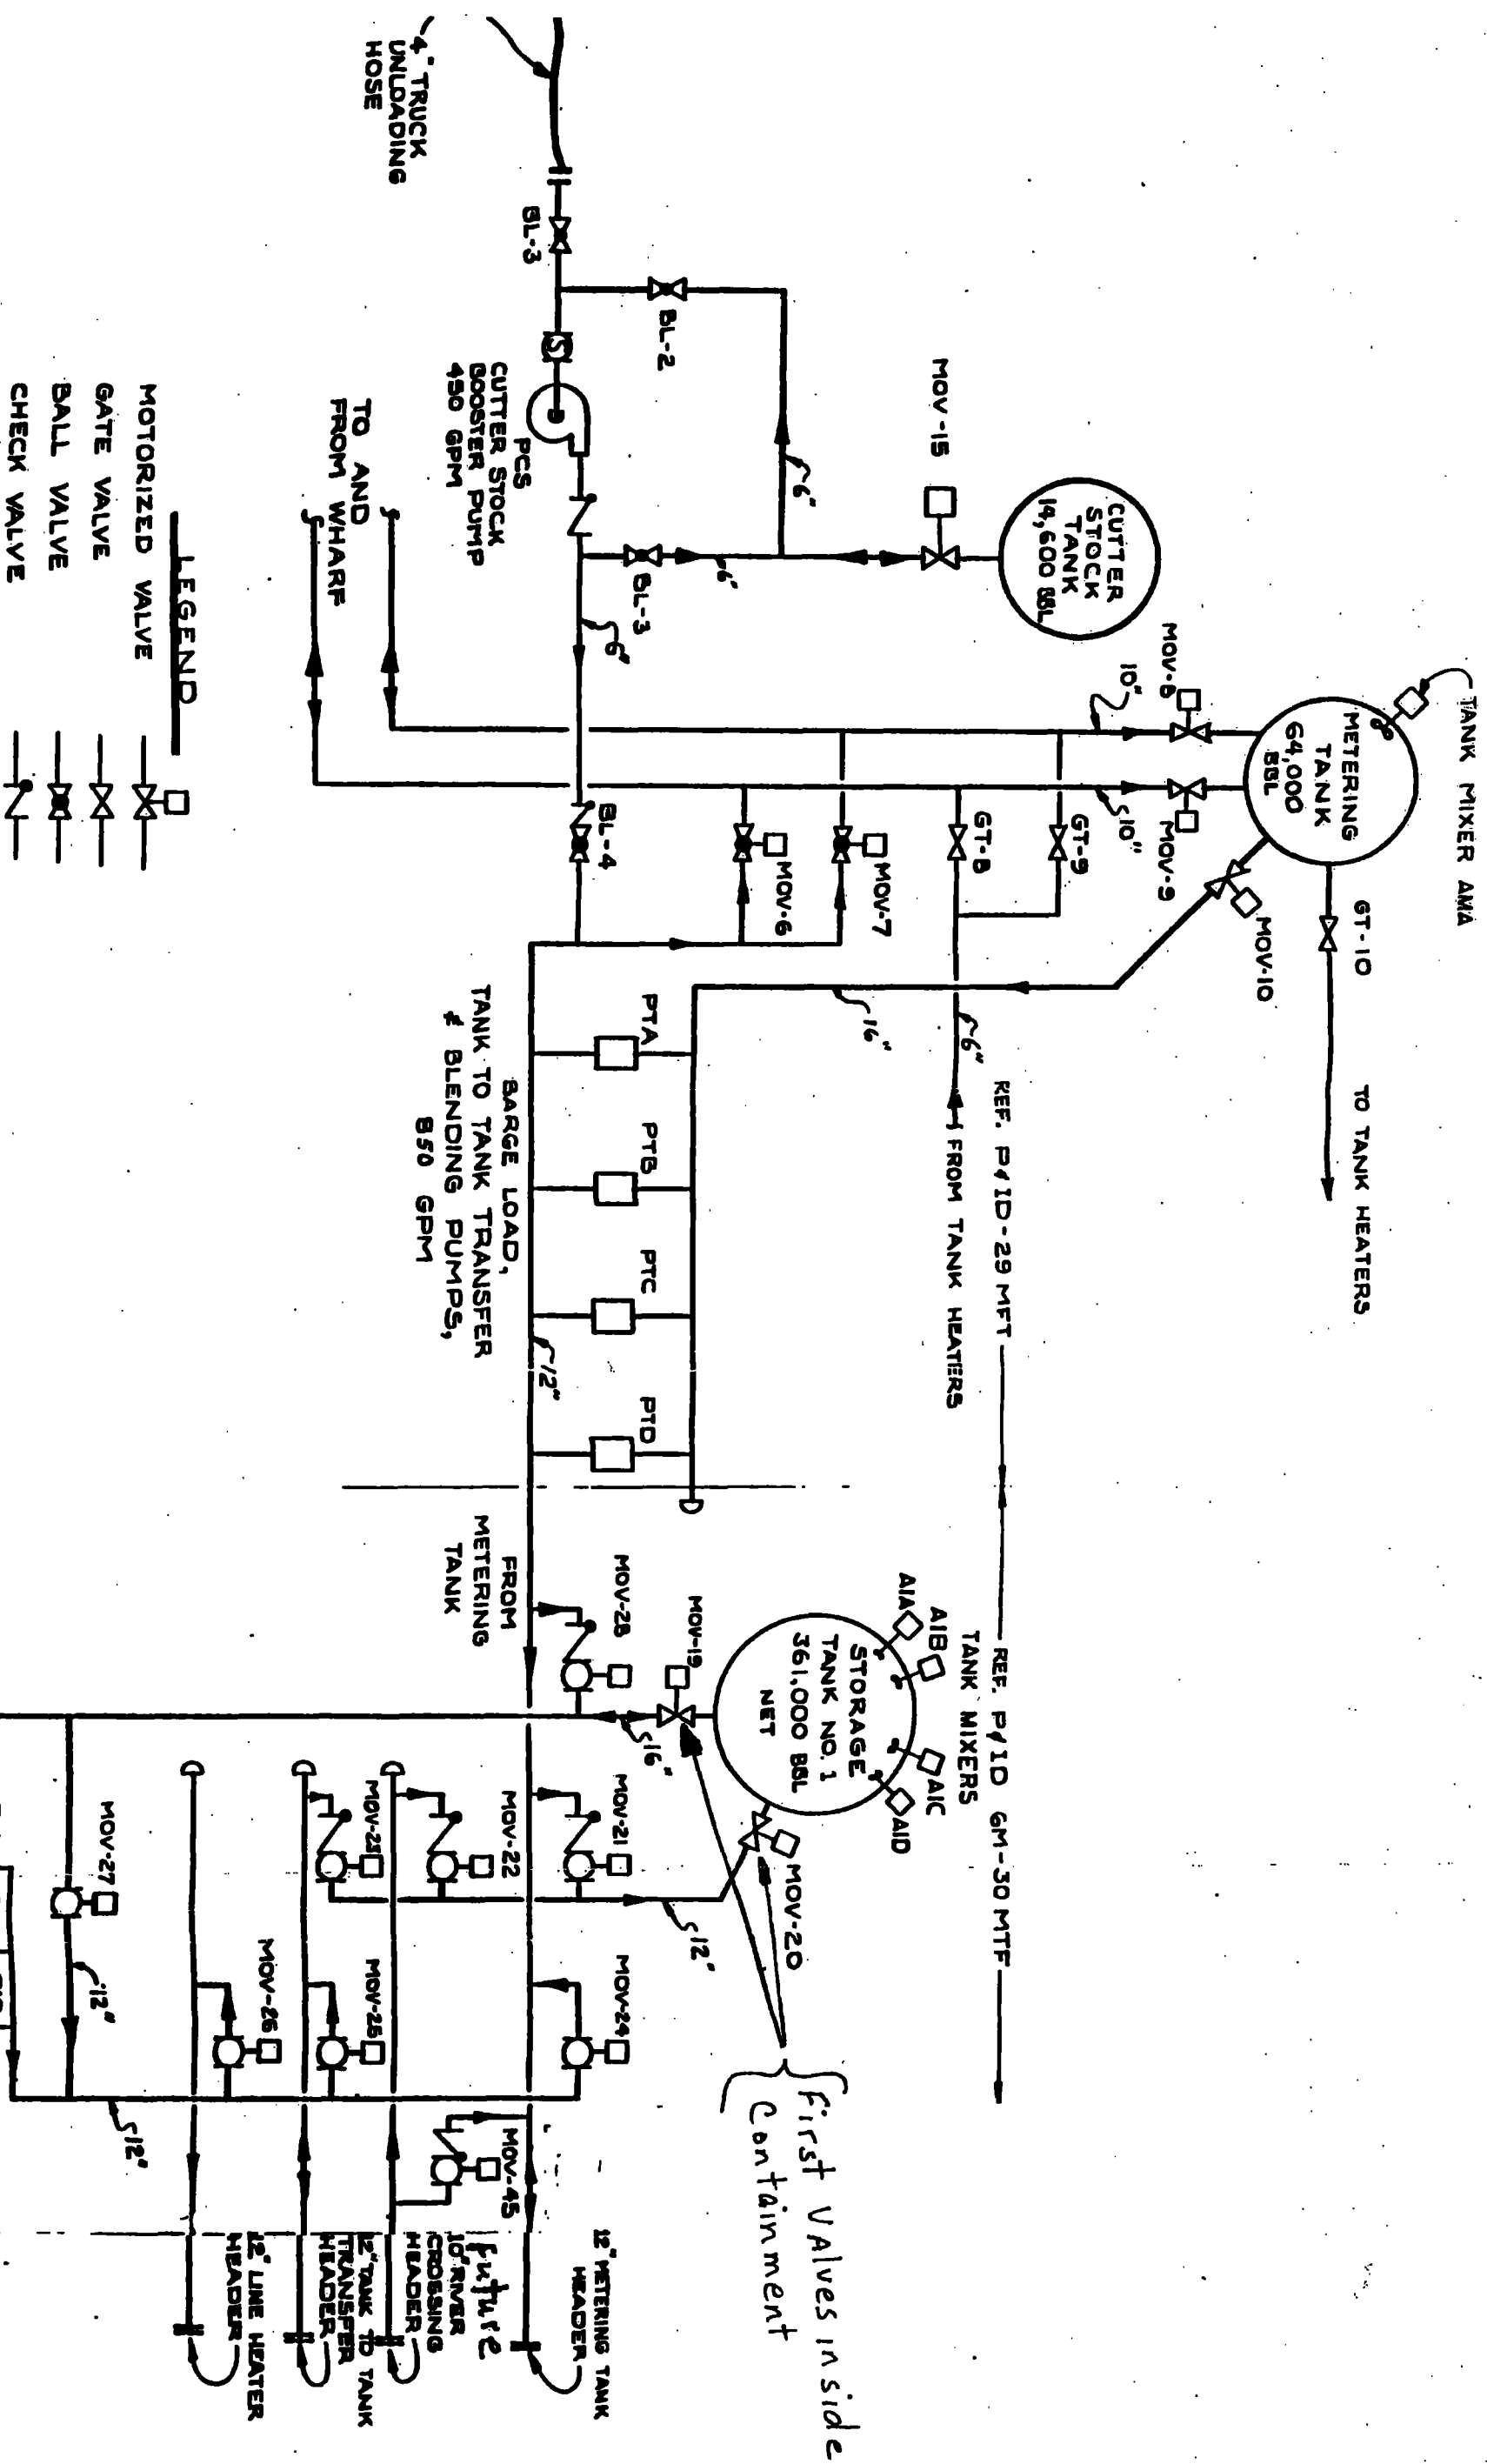 TANK MIXER AMA
METERING
TANK
64,000
BBL
GT-10
TO TANK HEATERS
MOV-8
10"
MOV-9
10"
MOV-10
CUTTER
STOCK
TANK
14,600 BBL
MOV-15
6"
BL-2
BL-3
6"
6"
4" TRUCK
UNLOADING
HOSE
BL-3
S
PCS
CUTTER STOCK
BOOSTER PUMP
450 GPM
TO AND
FROM WHARF
BL-4
MOV-6
MOV-7
GT-8
GT-9
16"
6"
FROM TANK HEATERS
REF. P&ID-29 MFT
REF. P&ID GM-30 MTF
PTA
PTB
PTC
PTD
12"
BARGE LOAD,
TANK TO TANK TRANSFER
& BLENDING PUMPS,
850 GPM
FROM
METERING
TANK
MOV-28
MOV-19
16"
STORAGE
TANK NO. 1
361,000 BBL
NET
A1A
A1B
A1C
A1D
TANK MIXERS
MOV-20
12"
First Valves inside
Containment
MOV-21
MOV-22
MOV-23
MOV-24
MOV-25
MOV-26
MOV-27
12"
12"
MOV-45
12" METERING TANK
HEADER
Future
10" RIVER
CROSSING
HEADER
12" TANK TO TANK
TRANSFER
HEADER
12" LINE HEATER
HEADER
LEGEND
MOTORIZED VALVE
GATE VALVE
BALL VALVE
CHECK VALVE